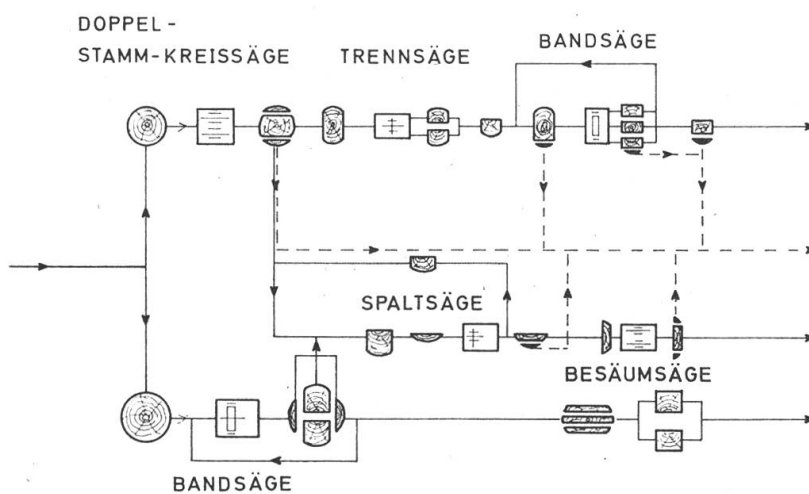 DOPPEL-
STAMM-KREISSÄGE
TRENNSÄGE
BANDSÄGE
SPALTSÄGE
BESÄUMSÄGE
BANDSÄGE